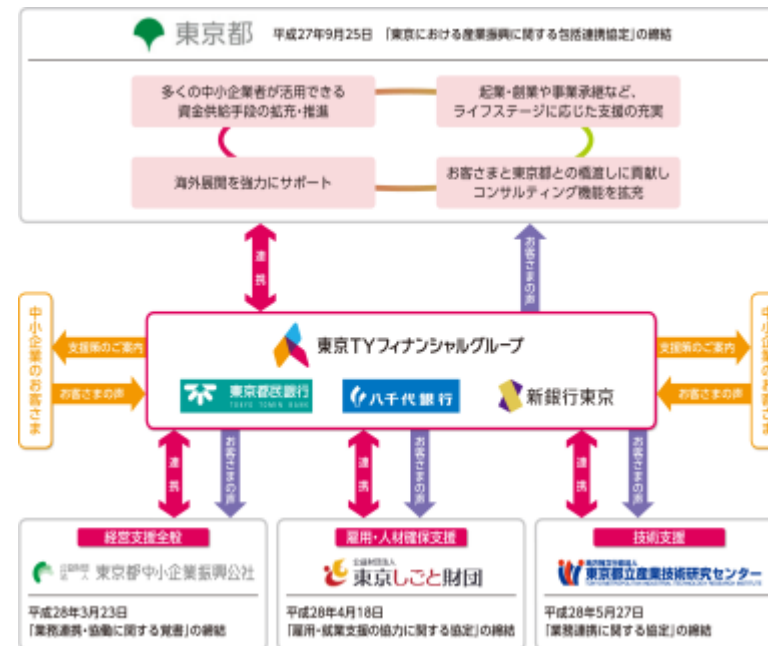 東京都
平成27年9月25日 「東京における産業振興に関する包括連携協定」の締結
多くの中小企業者が活用できる
資金供給手段の拡充・推進
起業・創業や事業承継など、
ライフステージに応じた支援の充実
海外展開を強力にサポート
お客さまと東京都との橋渡しに貢献し
コンサルティング機能を拡充
連携
お客さまの声
中小企業のお客さま
支援策のご案内
お客さまの声
東京TYフィナンシャルグループ
東京都民銀行
TOKYO TOMIN BANK
八千代銀行
新銀行東京
支援策のご案内
お客さまの声
中小企業のお客さま
連携
お客さまの声
連携
お客さまの声
連携
お客さまの声
経営支援全般
東京都中小企業振興公社
平成28年3月23日
「業務連携・協働に関する覚書」の締結
雇用・人材確保支援
公益財団法人
東京しごと財団
平成28年4月18日
「雇用・就業支援の協力に関する協定」の締結
技術支援
東京都立産業技術研究センター
平成28年5月27日
「業務連携に関する協定」の締結